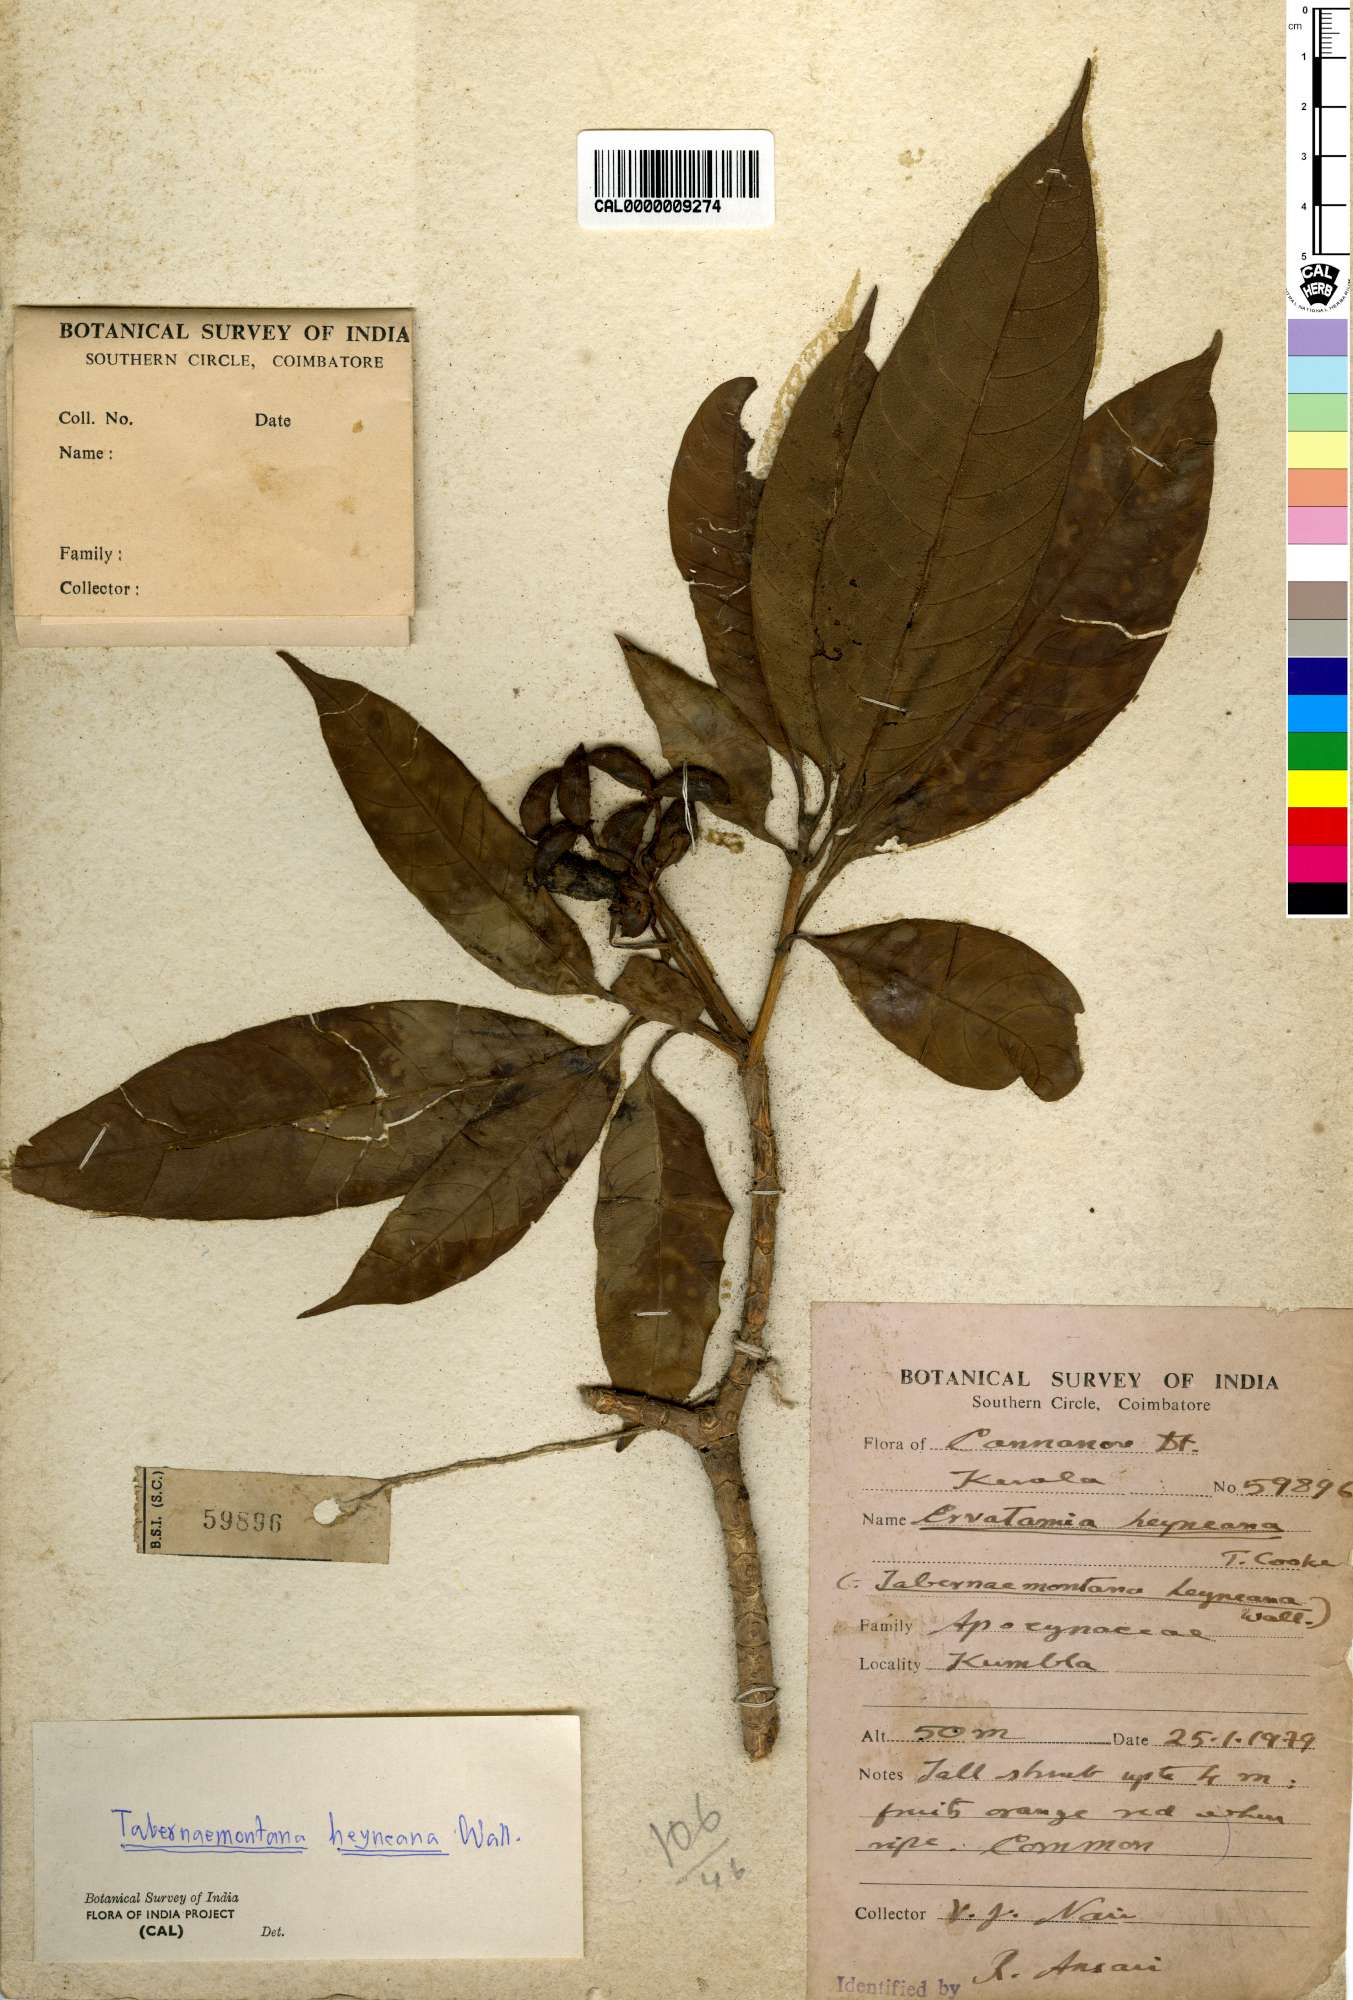 0
cm
1
2
3
4
5
CAL
HERB
CAL0000009274
BOTANICAL SURVEY OF INDIA
SOUTHERN CIRCLE, COIMBATORE
Coll. No. Date
Name :
Family :
Collector :
B.S.I. (S.C.)
59896
BOTANICAL SURVEY OF INDIA
Southern Circle, Coimbatore
Flora of Cannanore Dt.
Kerala No 59896
Name Ervatamia heyneana
T. Cooke
(= Tabernaemontana heyneana
Wall.)
Family Apocynaceae
Locality Kumbla
Alt. 50 m Date 25.1.1979
Notes Tall shrub upto 4 m;
fruits orange red when
ripe. Common
Collector V. J. Nair
Identified by R. Ansari
Tabernaemontana heyneana Wall.
Botanical Survey of India
FLORA OF INDIA PROJECT
(CAL) Det.
106
46